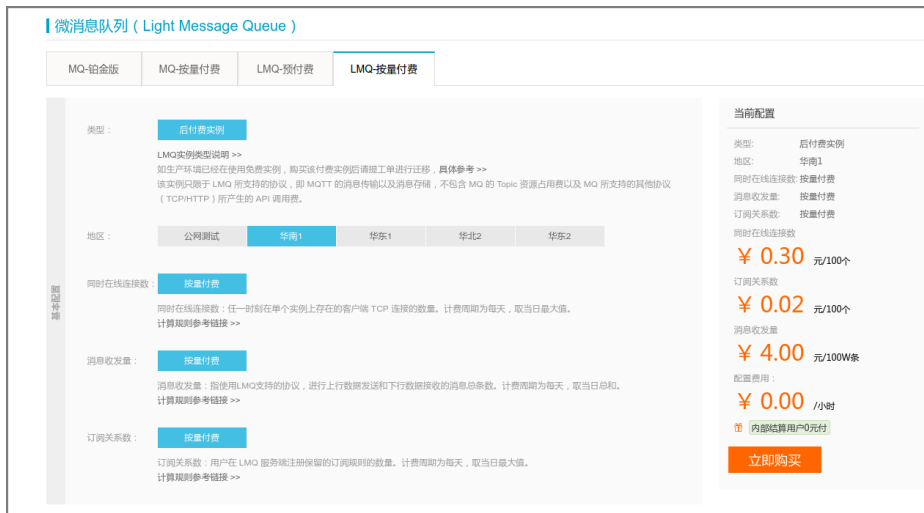 微消息队列（Light Message Queue）
MQ-铂金版
MQ-按量付费
LMQ-预付费
LMQ-按量付费
基本配置
类型：
后付费实例
LMQ实例类型说明 >>
如生产环境已经在使用免费实例，购买该付费实例后请提工单进行迁移，具体参考 >>
该实例只限于 LMQ 所支持的协议，即 MQTT 的消息传输以及消息存储，不包含 MQ 的 Topic 资源占用费以及 MQ 所支持的其他协议
（TCP/HTTP）所产生的 API 调用费。
地区：
公网测试
华南1
华东1
华北2
华东2
同时在线连接数：
按量付费
同时在线连接数：任一时刻在单个实例上存在的客户端 TCP 连接的数量。计费周期为每天，取当日最大值。
计算规则参考链接 >>
消息收发量：
按量付费
消息收发量：指使用LMQ支持的协议，进行上行数据发送和下行数据接收的消息总条数。计费周期为每天，取当日总和。
计算规则参考链接 >>
订阅关系数：
按量付费
订阅关系数：用户在 LMQ 服务端注册保留的订阅规则的数量。计费周期为每天，取当日最大值。
计算规则参考链接 >>
当前配置
类型: 后付费实例
地区: 华南1
同时在线连接数: 按量付费
消息收发量: 按量付费
订阅关系数: 按量付费
同时在线连接数
¥ 0.30 元/100个
订阅关系数
¥ 0.02 元/100个
消息收发量
¥ 4.00 元/100W条
配置费用：
¥ 0.00 /小时
内部结算用户0元付
立即购买